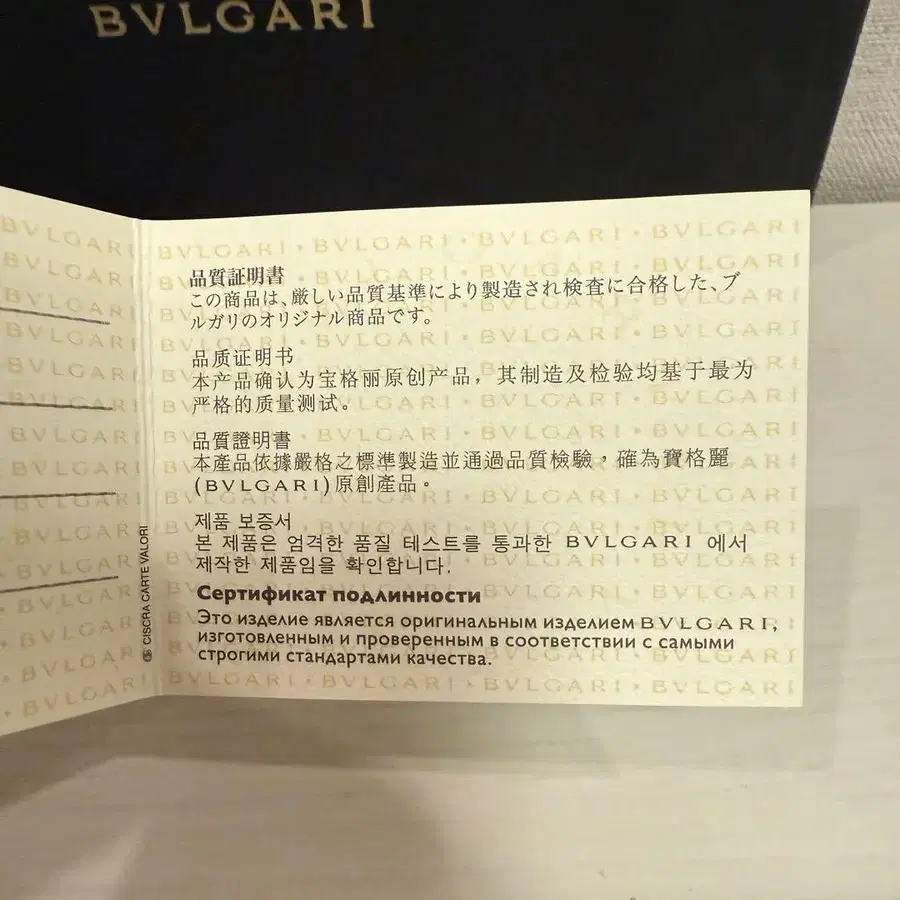 BVLGARI
品質証明書
この商品は、厳しい品質基準により製造され検査に合格した、ブ
ルガリのオリジナル商品です。
品质证明书
本产品确认为宝格丽原创产品，其制造及检验均基于最为
严格的质量测试。
品質證明書
本產品依據嚴格之標準製造並通過品質檢驗，確為寶格麗
(BVLGARI)原創產品。
제품 보증서
본 제품은 엄격한 품질 테스트를 통과한 BVLGARI 에서
제작한 제품임을 확인합니다.
Сертификат подлинности
Это изделие является оригинальным изделием BVLGARI,
изготовленным и проверенным в соответствии с самыми
строгими стандартами качества.
CISCRA CARTE VALORI